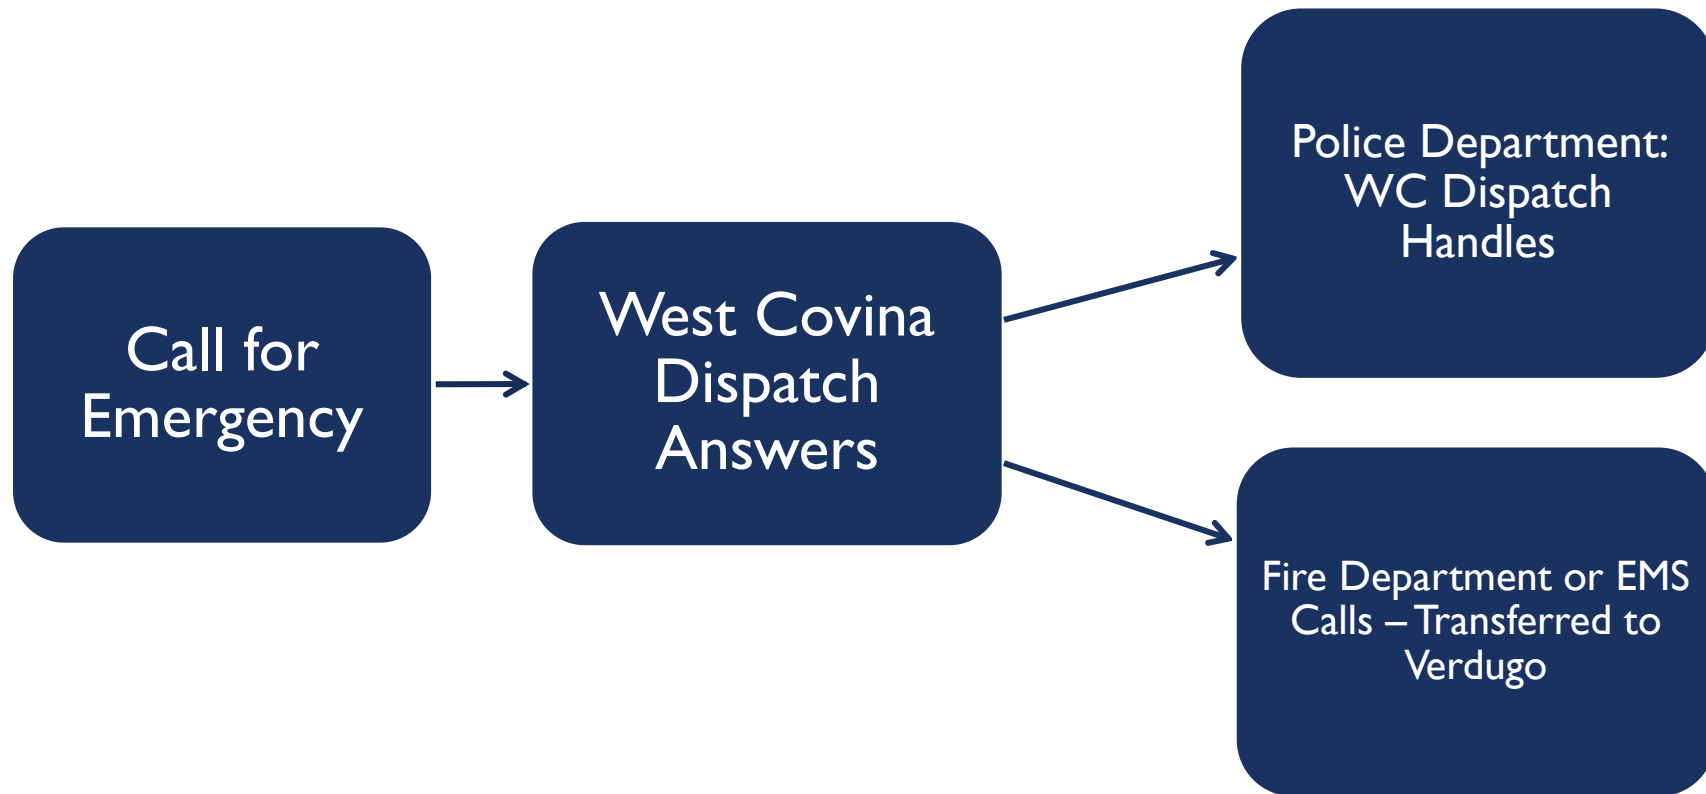 Call for
Emergency
West Covina
Dispatch
Answers
Police Department:
WC Dispatch
Handles
Fire Department or EMS
Calls – Transferred to
Verdugo